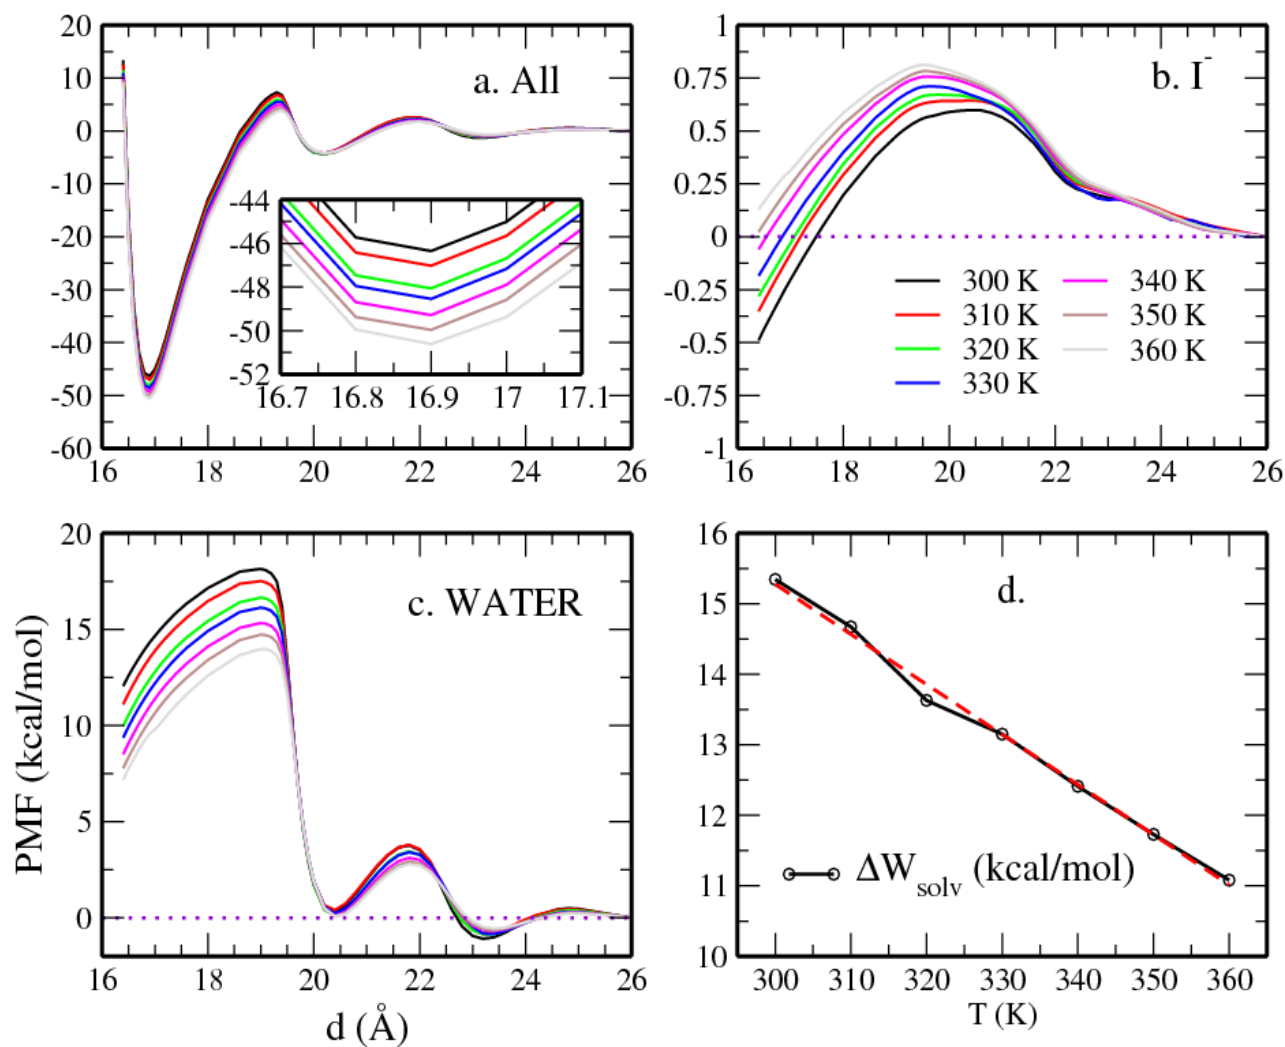 20
10
0
-10
-20
-30
-40
-50
-60
16 18 20 22 24 26
a. All
-44
-46
-48
-50
-52
16.7 16.8 16.9 17 17.1
1
0.75
0.5
0.25
0
-0.25
-0.5
-0.75
-1
16 18 20 22 24 26
b. I⁻
300 K 340 K
310 K 350 K
320 K 360 K
330 K
20
15
10
5
0
16 18 20 22 24 26
c. WATER
PMF (kcal/mol)
d (Å)
16
15
14
13
12
11
10
300 310 320 330 340 350 360
d.
ΔW_solv (kcal/mol)
T (K)